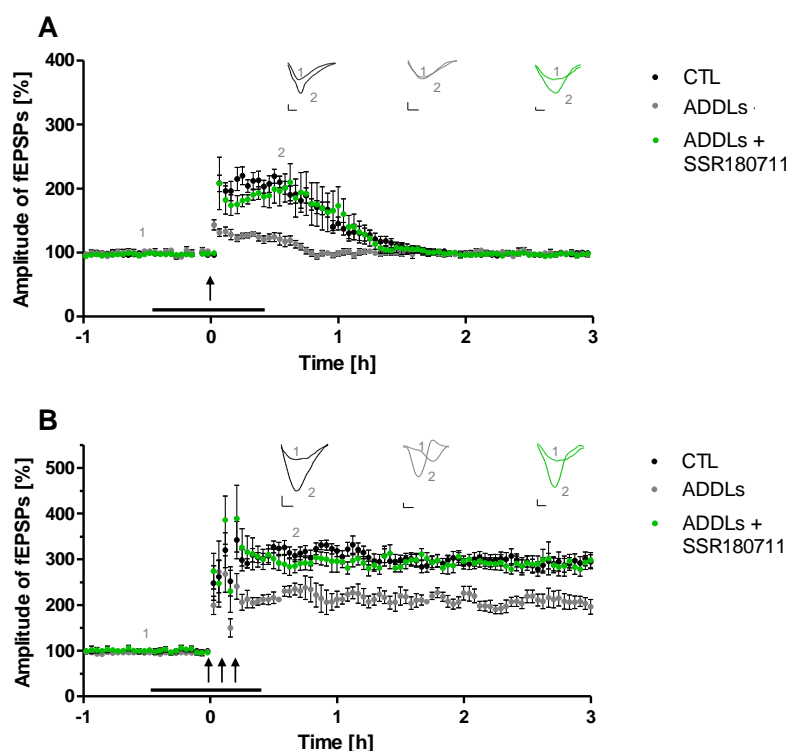 A
400
300
200
100
0
Amplitude of fEPSPs [%]
1
2
1
2
1
1
2
-1
0
1
2
3
Time [h]
CTL
ADDLs .
ADDLs +
SSR180711
B
500
400
300
200
100
0
Amplitude of fEPSPs [%]
1
2
1
2
1
2
1
2
-1
0
1
2
3
Time [h]
CTL
ADDLs
ADDLs +
SSR180711